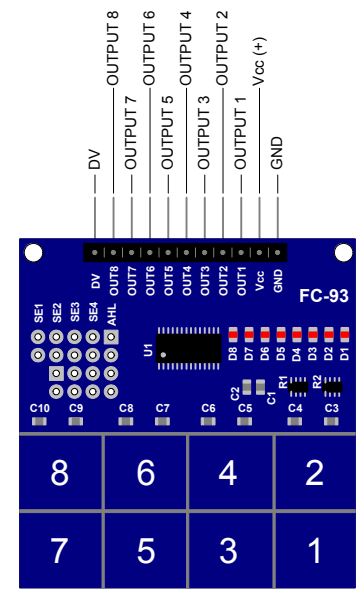 DV
OUTPUT 8
OUTPUT 7
OUTPUT 6
OUTPUT 5
OUTPUT 4
OUTPUT 3
OUTPUT 2
OUTPUT 1
Vcc (+)
GND
DV
OUT8
OUT7
OUT6
OUT5
OUT4
OUT3
OUT2
OUT1
Vcc
GND
FC-93
SE1
SE2
SE3
SE4
AHL
U1
D8
D7
D6
D5
D4
D3
D2
D1
C2
C1
R1
R2
C10 C9 C8 C7 C6 C5 C4 C3
8 6 4 2
7 5 3 1